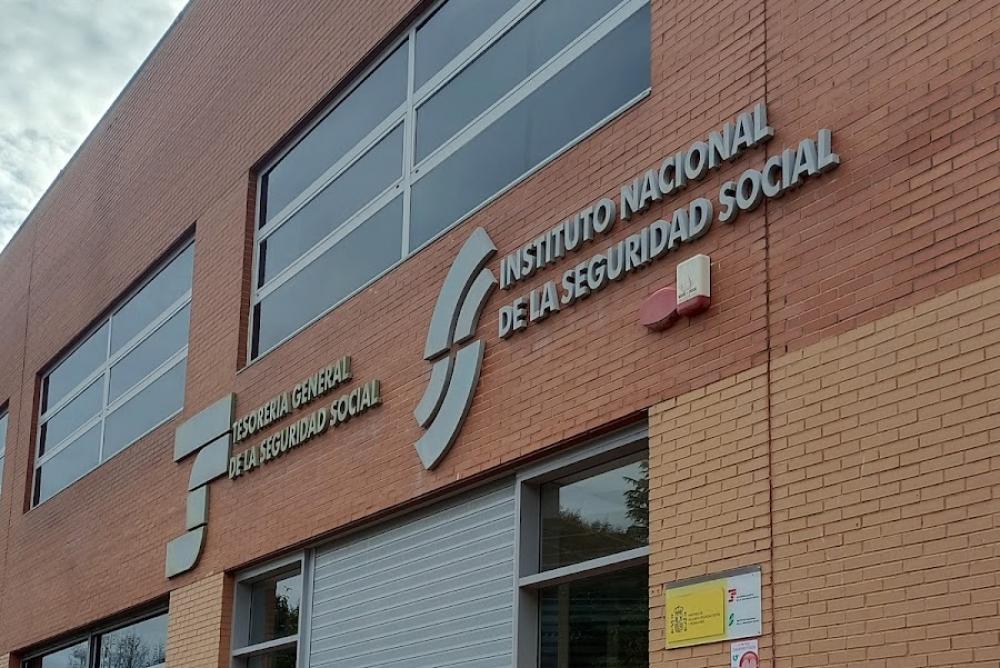 INSTITUTO NACIONAL
DE LA SEGURIDAD SOCIAL
TESORERIA GENERAL
DE LA SEGURIDAD SOCIAL